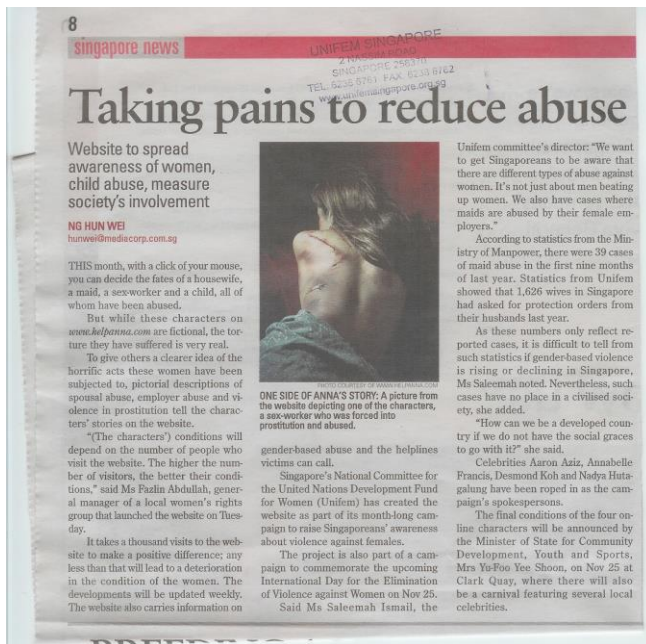 8
singapore news
UNIFEM SINGAPORE
2 NASSIM ROAD
SINGAPORE 258370
TEL: 6238 6761 FAX: 6238 6762
www.unifemsingapore.org.sg
Taking pains to reduce abuse
Website to spread
awareness of women,
child abuse, measure
society's involvement
NG HUN WEI
hunwei@mediacorp.com.sg
THIS month, with a click of your mouse,
you can decide the fates of a housewife,
a maid, a sex-worker and a child, all of
whom have been abused.
But while these characters on
www.helpanna.com are fictional, the tor-
ture they have suffered is very real.
To give others a clearer idea of the
horrific acts these women have been
subjected to, pictorial descriptions of
spousal abuse, employer abuse and vi-
olence in prostitution tell the charac-
ters' stories on the website.
"(The characters') conditions will
depend on the number of people who
visit the website. The higher the num-
ber of visitors, the better their condi-
tions," said Ms Fazlin Abdullah, gener-
al manager of a local women's rights
group that launched the website on Tues-
day.
It takes a thousand visits to the web-
site to make a positive difference; any
less than that will lead to a deterioration
in the condition of the women. The
developments will be updated weekly.
The website also carries information on
PHOTO COURTESY OF WWW.HELPANNA.COM
ONE SIDE OF ANNA'S STORY: A picture from
the website depicting one of the characters,
a sex-worker who was forced into
prostitution and abused.
gender-based abuse and the helplines
victims can call.
Singapore's National Committee for
the United Nations Development Fund
for Women (Unifem) has created the
website as part of its month-long cam-
paign to raise Singaporeans' awareness
about violence against females.
The project is also part of a cam-
paign to commemorate the upcoming
International Day for the Elimination
of Violence against Women on Nov 25.
Said Ms Saleemah Ismail, the
Unifem committee's director: "We want
to get Singaporeans to be aware that
there are different types of abuse against
women. It's not just about men beating
up women. We also have cases where
maids are abused by their female em-
ployers."
According to statistics from the Min-
istry of Manpower, there were 39 cases
of maid abuse in the first nine months
of last year. Statistics from Unifem
showed that 1,626 wives in Singapore
had asked for protection orders from
their husbands last year.
As these numbers only reflect re-
ported cases, it is difficult to tell from
such statistics if gender-based violence
is rising or declining in Singapore,
Ms Saleemah noted. Nevertheless, such
cases have no place in a civilised soci-
ety, she added.
"How can we be a developed coun-
try if we do not have the social graces
to go with it?" she said.
Celebrities Aaron Aziz, Annabelle
Francis, Desmond Koh and Nadya Huta-
galung have been roped in as the cam-
paign's spokespersons.
The final conditions of the four on-
line characters will be announced by
the Minister of State for Community
Development, Youth and Sports,
Mrs Yu-Foo Yee Shoon, on Nov 25 at
Clark Quay, where there will also
be a carnival featuring several local
celebrities.